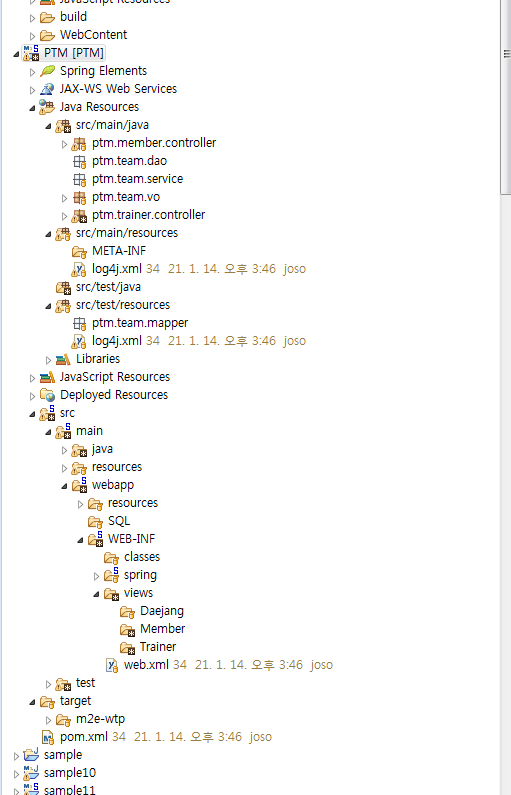 JavaScript Resources
build
WebContent
PTM [PTM]
Spring Elements
JAX-WS Web Services
Java Resources
src/main/java
ptm.member.controller
ptm.team.dao
ptm.team.service
ptm.team.vo
ptm.trainer.controller
src/main/resources
META-INF
log4j.xml 34 21. 1. 14. 오후 3:46 joso
src/test/java
src/test/resources
ptm.team.mapper
log4j.xml 34 21. 1. 14. 오후 3:46 joso
Libraries
JavaScript Resources
Deployed Resources
src
main
java
resources
webapp
resources
SQL
WEB-INF
classes
spring
views
Daejang
Member
Trainer
web.xml 34 21. 1. 14. 오후 3:46 joso
test
target
m2e-wtp
pom.xml 34 21. 1. 14. 오후 3:46 joso
sample
sample10
sample11